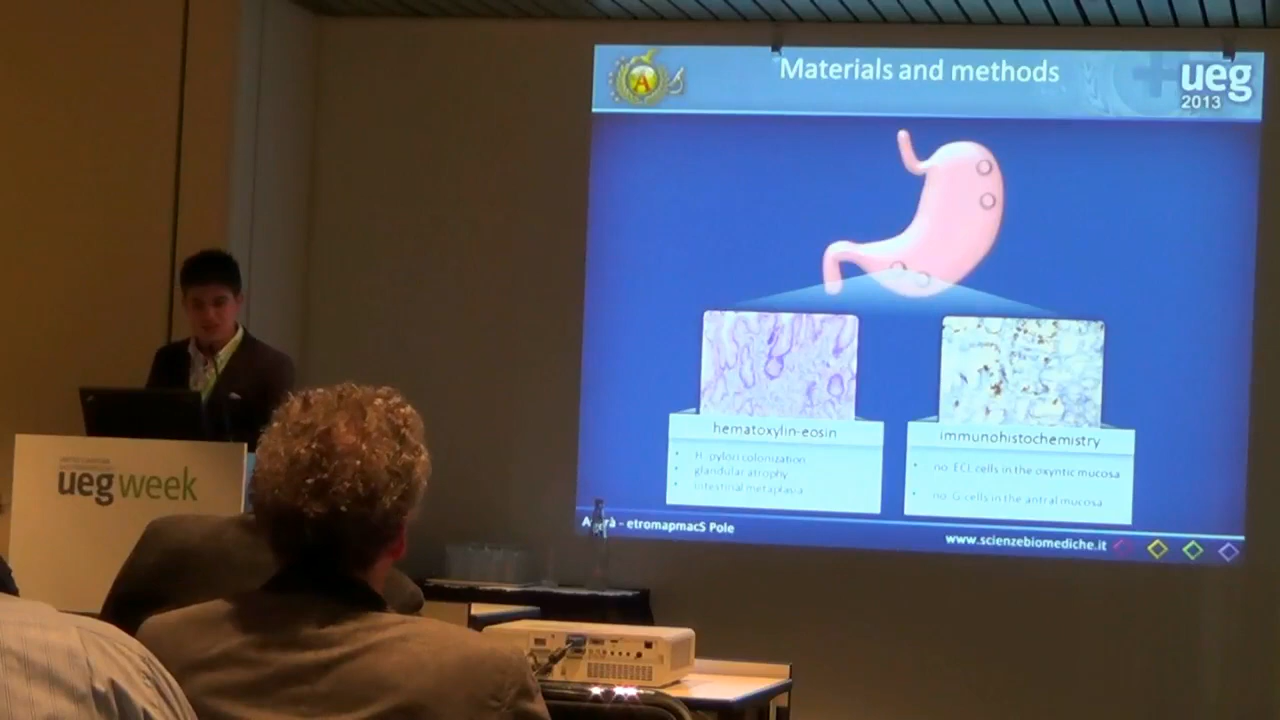 Materials and methods
A
ueg
2013
hematoxylin-eosin
H. pylori colonization
glandular atrophy
intestinal metaplasia
immunohistochemistry
no. ECL cells in the oxyntic mucosa
no. G cells in the antral mucosa
- etromapmacS Pole
www.scienzebiomediche.it
ueg week